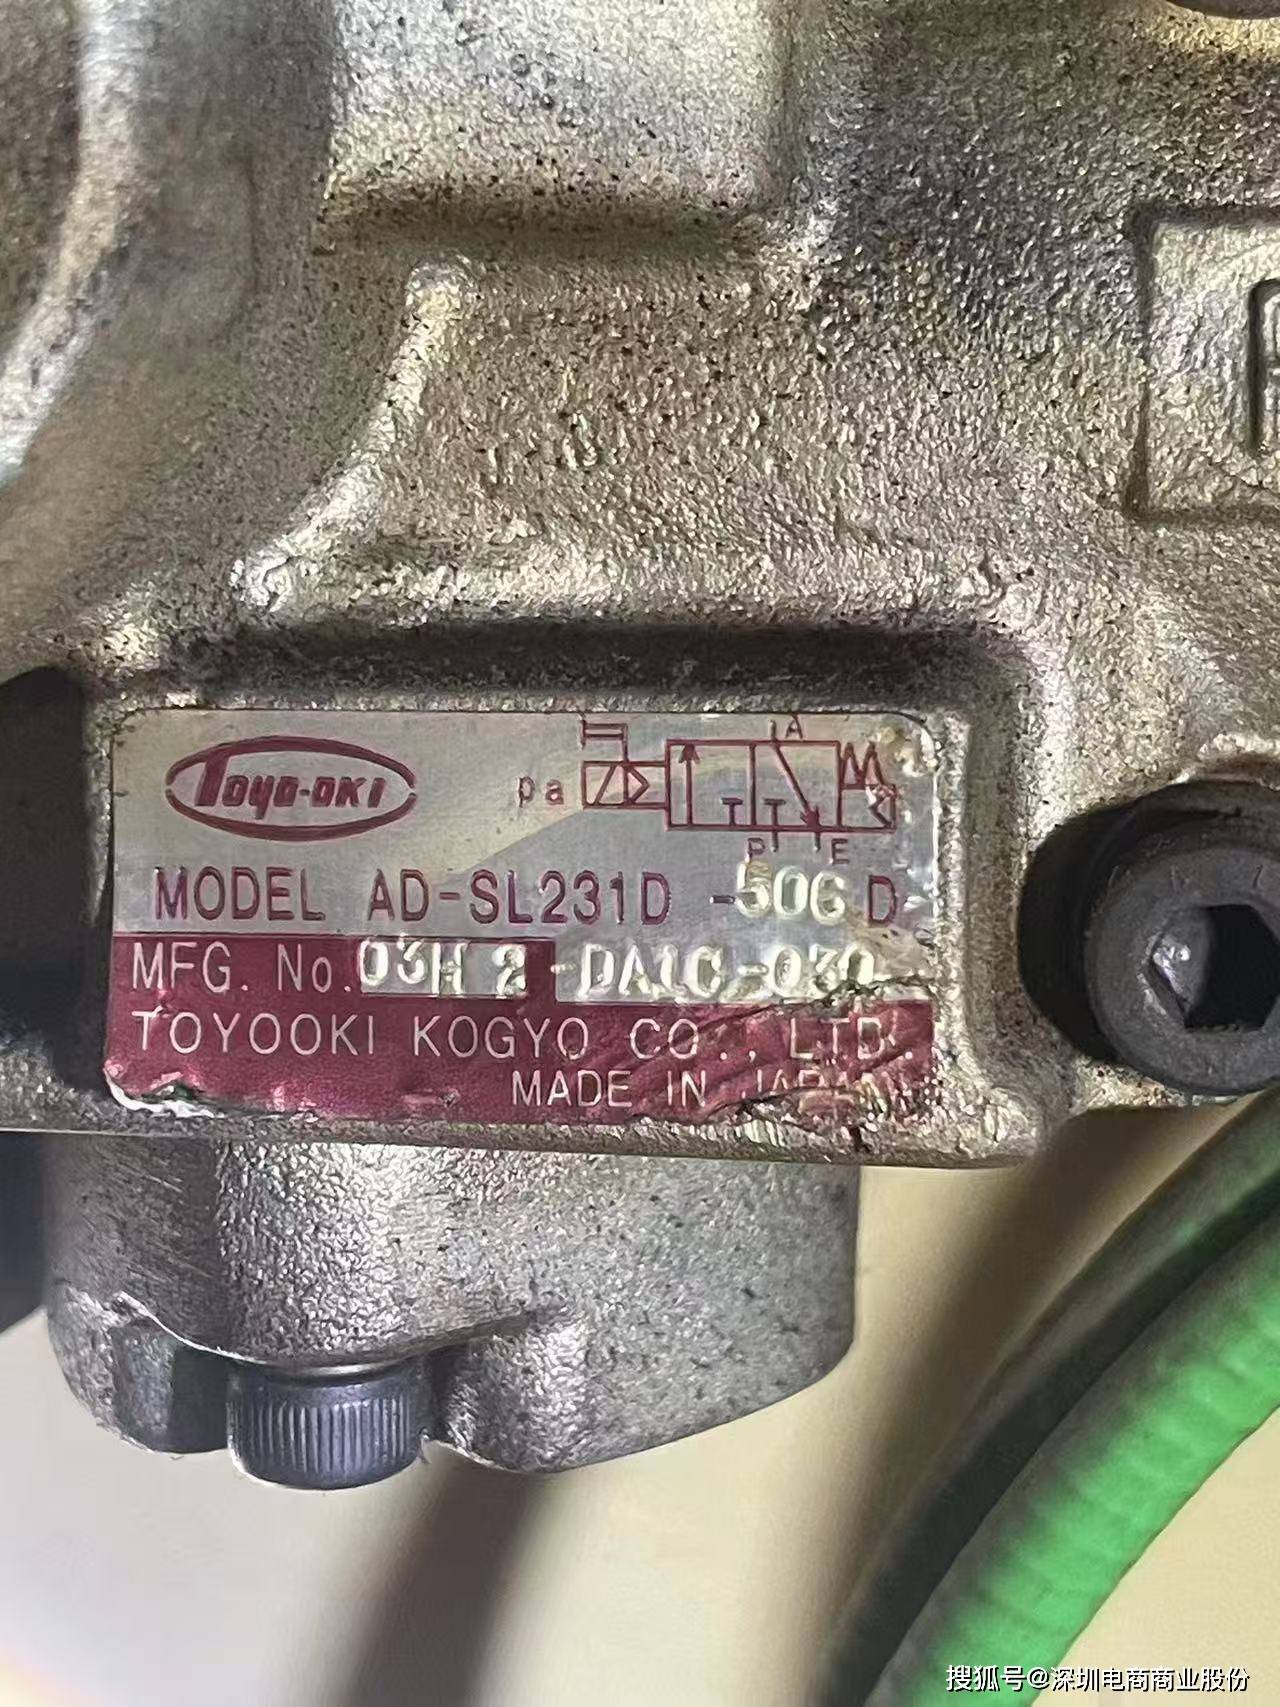 TOYO-OKI
A
pa
P E
MODEL AD-SL231D -506 D-
MFG. No. 03H 2 -DA1C-030
TOYOOKI KOGYO CO., LTD.
MADE IN JAPAN
搜狐号@深圳电商商业股份